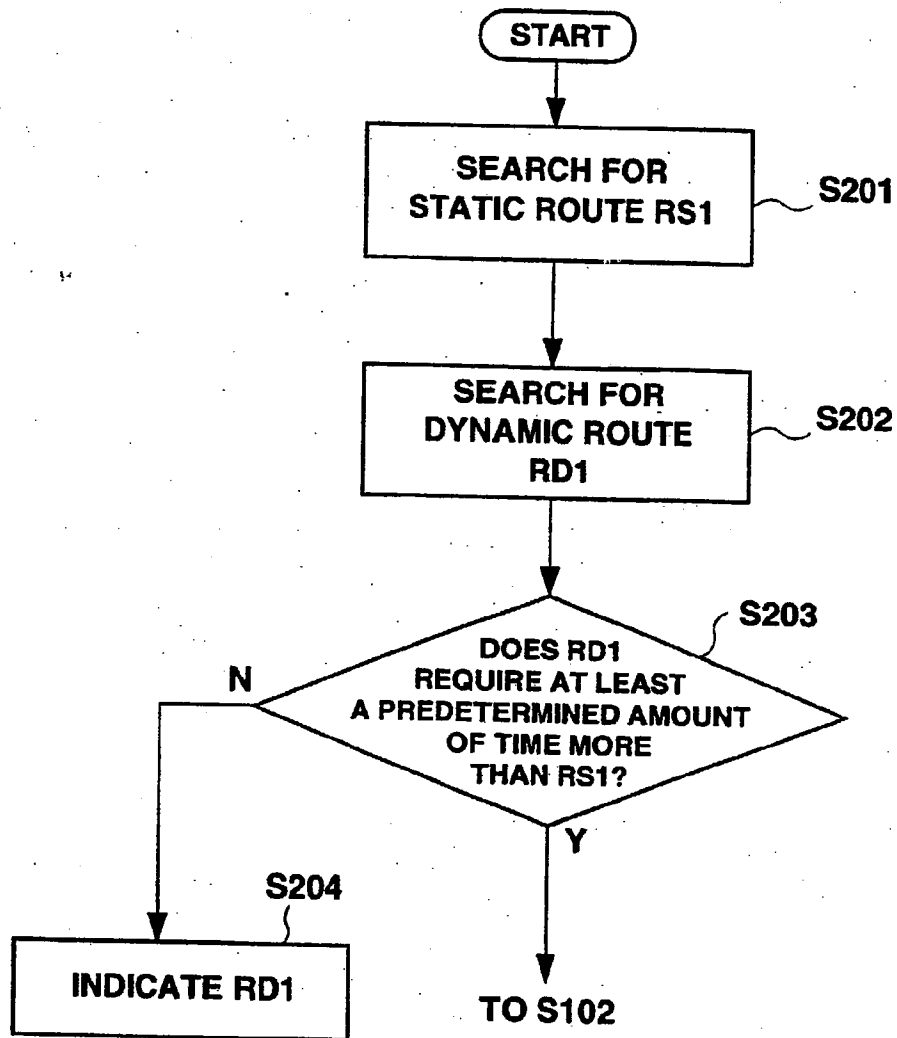 START
SEARCH FOR
STATIC ROUTE RS1
S201
SEARCH FOR
DYNAMIC ROUTE
RD1
S202
S203
DOES RD1
REQUIRE AT LEAST
A PREDETERMINED AMOUNT
OF TIME MORE
THAN RS1?
N
Y
S204
INDICATE RD1
TO S102